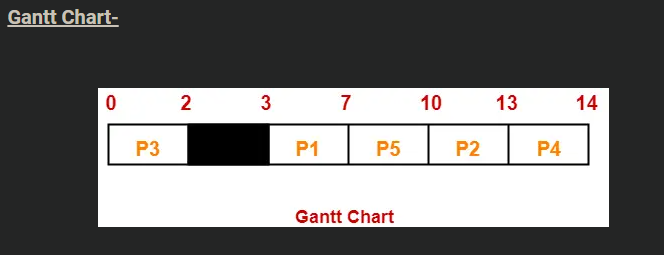 Gantt Chart-
0 2 3 7 10 13 14
P3 P1 P5 P2 P4
Gantt Chart